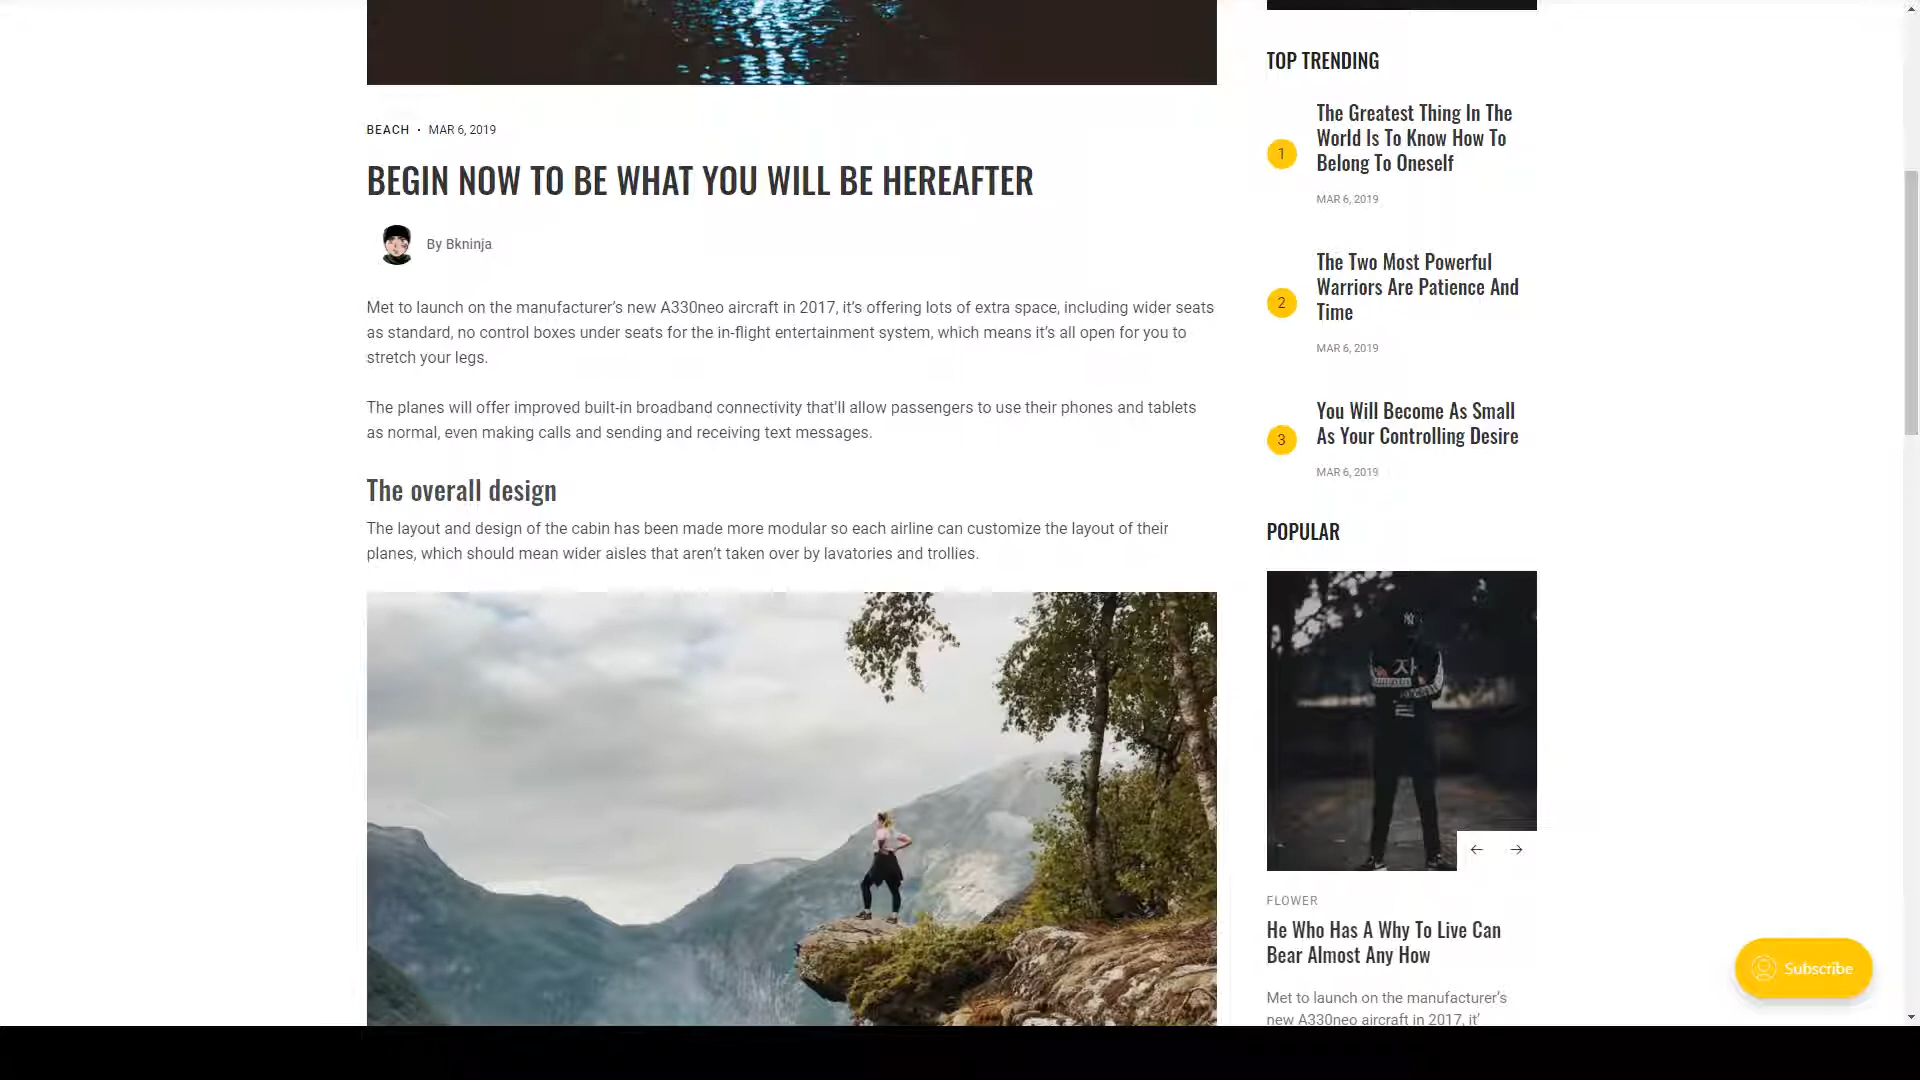 BEACH • MAR 6, 2019
BEGIN NOW TO BE WHAT YOU WILL BE HEREAFTER
By Bkninja
Met to launch on the manufacturer’s new A330neo aircraft in 2017, it’s offering lots of extra space, including wider seats
as standard, no control boxes under seats for the in-flight entertainment system, which means it’s all open for you to
stretch your legs.
The planes will offer improved built-in broadband connectivity that’ll allow passengers to use their phones and tablets
as normal, even making calls and sending and receiving text messages.
The overall design
The layout and design of the cabin has been made more modular so each airline can customize the layout of their
planes, which should mean wider aisles that aren’t taken over by lavatories and trollies.
TOP TRENDING
1
The Greatest Thing In The
World Is To Know How To
Belong To Oneself
MAR 6, 2019
2
The Two Most Powerful
Warriors Are Patience And
Time
MAR 6, 2019
3
You Will Become As Small
As Your Controlling Desire
MAR 6, 2019
POPULAR
자
FLOWER
He Who Has A Why To Live Can
Bear Almost Any How
Met to launch on the manufacturer’s
new A330neo aircraft in 2017, it’
Subscribe